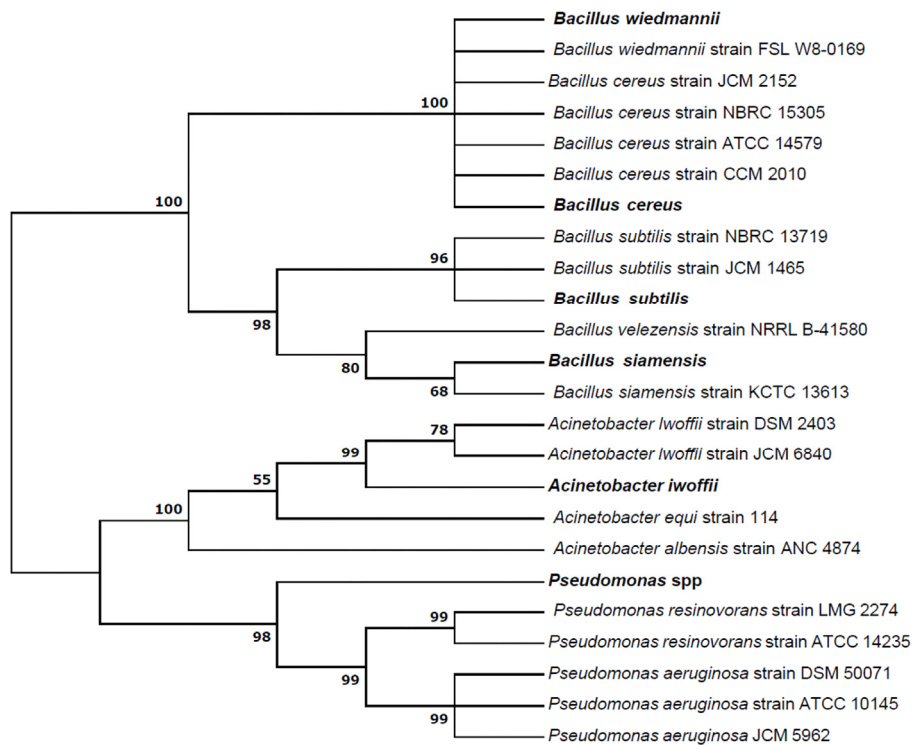 Bacillus wiedmannii
Bacillus wiedmannii strain FSL W8-0169
Bacillus cereus strain JCM 2152
100
Bacillus cereus strain NBRC 15305
Bacillus cereus strain ATCC 14579
Bacillus cereus strain CCM 2010
100
Bacillus cereus
Bacillus subtilis strain NBRC 13719
96
Bacillus subtilis strain JCM 1465
Bacillus subtilis
98
Bacillus velezensis strain NRRL B-41580
80
Bacillus siamensis
68
Bacillus siamensis strain KCTC 13613
78
Acinetobacter lwoffii strain DSM 2403
99
Acinetobacter lwoffii strain JCM 6840
55
Acinetobacter iwoffii
100
Acinetobacter equi strain 114
Acinetobacter albensis strain ANC 4874
Pseudomonas spp
99
Pseudomonas resinovorans strain LMG 2274
98
Pseudomonas resinovorans strain ATCC 14235
99
Pseudomonas aeruginosa strain DSM 50071
Pseudomonas aeruginosa strain ATCC 10145
99
Pseudomonas aeruginosa JCM 5962